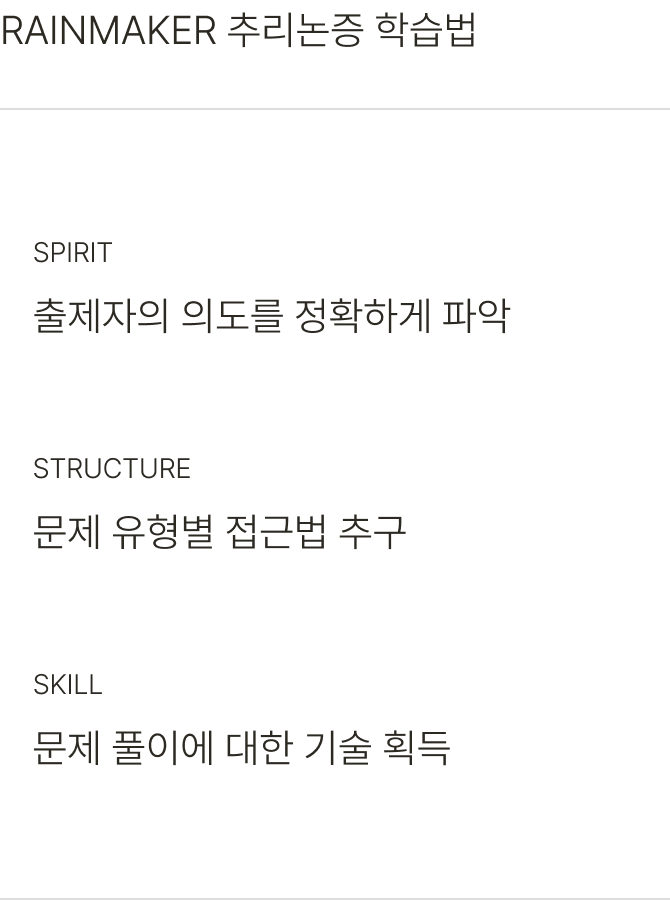 RAINMAKER 추리논증 학습법
SPIRIT
출제자의 의도를 정확하게 파악
STRUCTURE
문제 유형별 접근법 추구
SKILL
문제 풀이에 대한 기술 획득